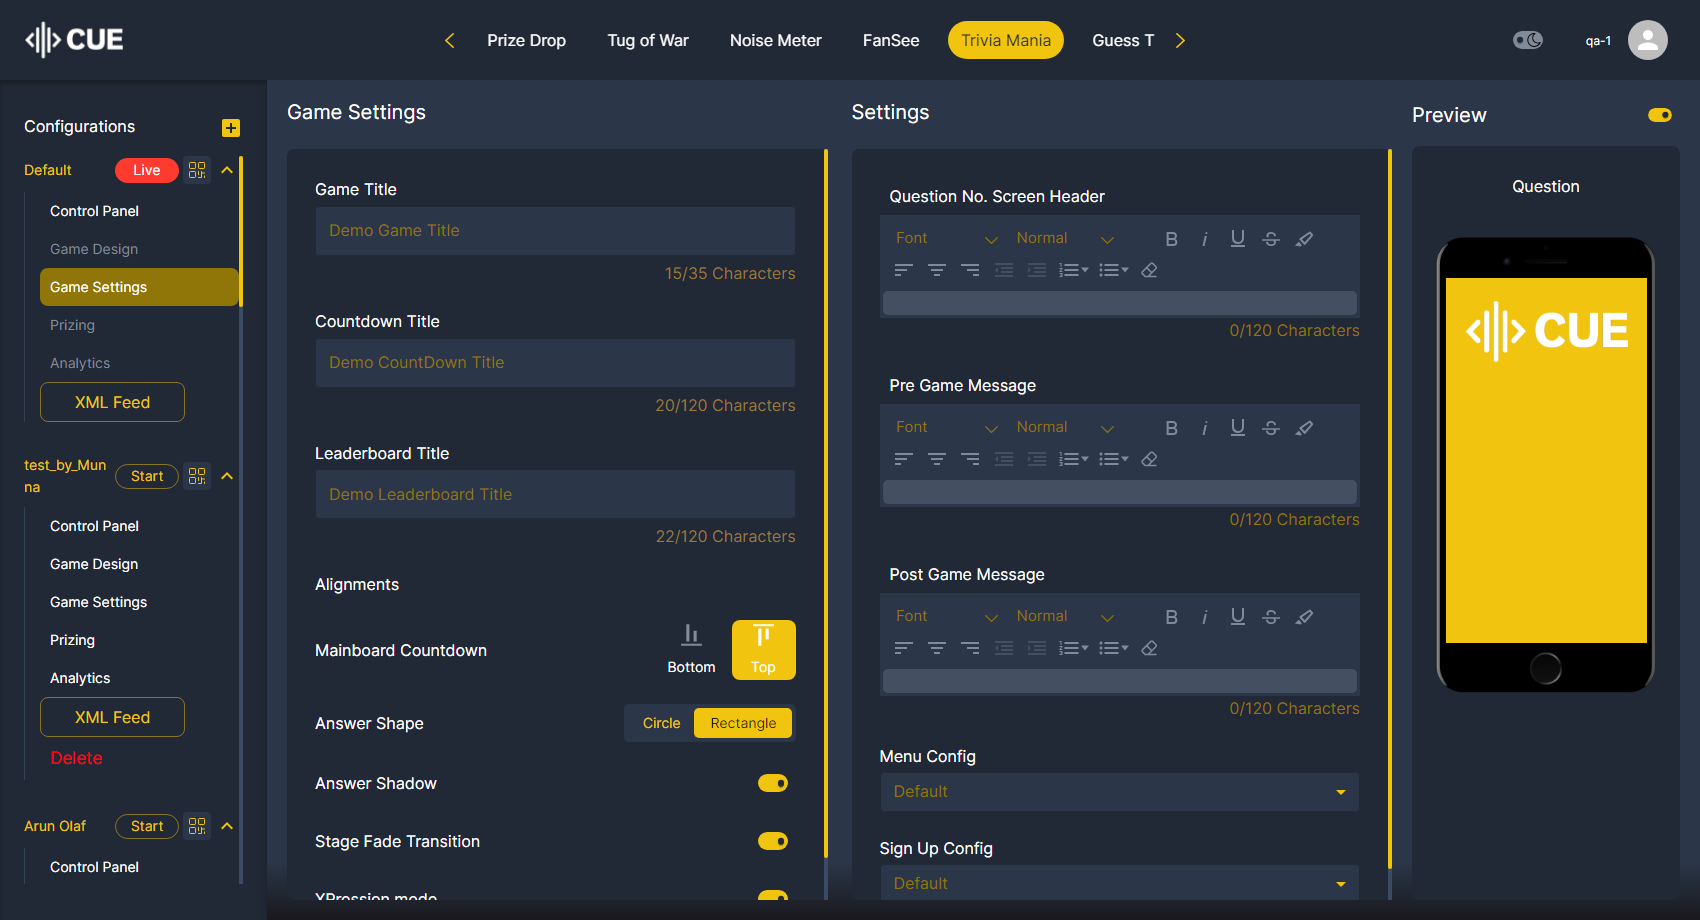 CUE
Prize Drop
Tug of War
Noise Meter
FanSee
Trivia Mania
Guess T
qa-1
Configurations
Default
Live
Control Panel
Game Design
Game Settings
Prizing
Analytics
XML Feed
test_by_Mun
na
Start
Control Panel
Game Design
Game Settings
Prizing
Analytics
XML Feed
Delete
Arun Olaf
Start
Control Panel
Game Settings
Game Title
Demo Game Title
15/35 Characters
Countdown Title
Demo CountDown Title
20/120 Characters
Leaderboard Title
Demo Leaderboard Title
22/120 Characters
Alignments
Mainboard Countdown
Bottom
Top
Answer Shape
Circle
Rectangle
Answer Shadow
Stage Fade Transition
XPression mode
Settings
Question No. Screen Header
Font
Normal
B i U S
0/120 Characters
Pre Game Message
Font
Normal
B i U S
0/120 Characters
Post Game Message
Font
Normal
B i U S
0/120 Characters
Menu Config
Default
Sign Up Config
Default
Preview
Question
CUE